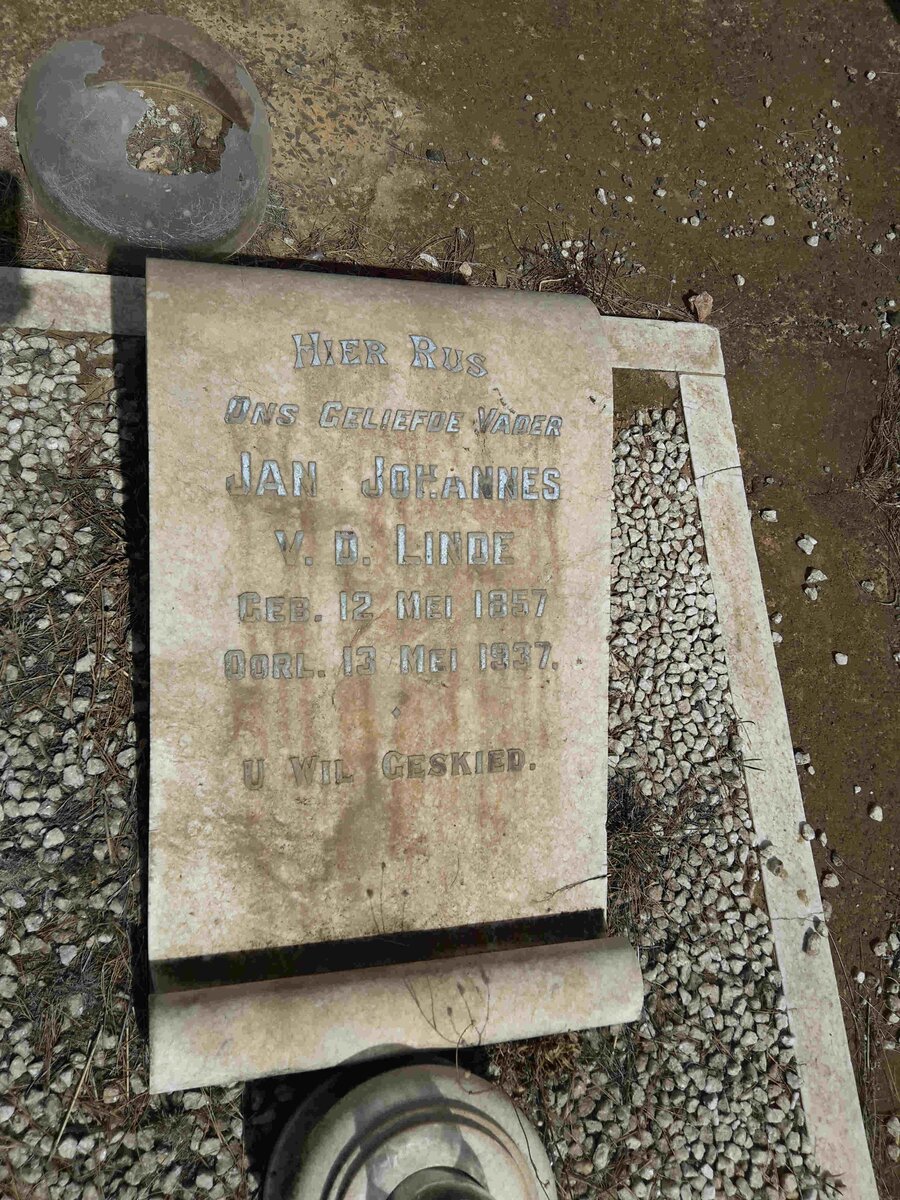 HIER RUS
ONS GELIEFDE VADER
JAN JOHANNES
V. D. LINDE
GEB. 12 MEI 1857
OORL. 13 MEI 1937.
U WIL GESKIED.